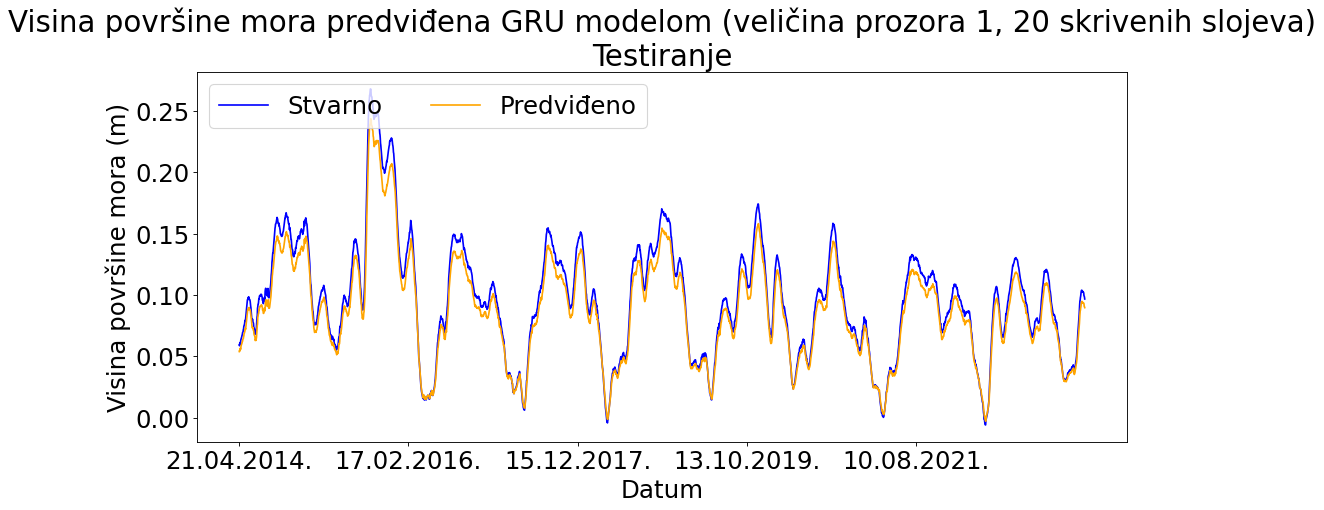 Visina površine mora predviđena GRU modelom (veličina prozora 1, 20 skrivenih slojeva)
Testiranje
Stvarno Predviđeno
Visina površine mora (m)
0.25
0.20
0.15
0.10
0.05
0.00
21.04.2014. 17.02.2016. 15.12.2017. 13.10.2019. 10.08.2021.
Datum